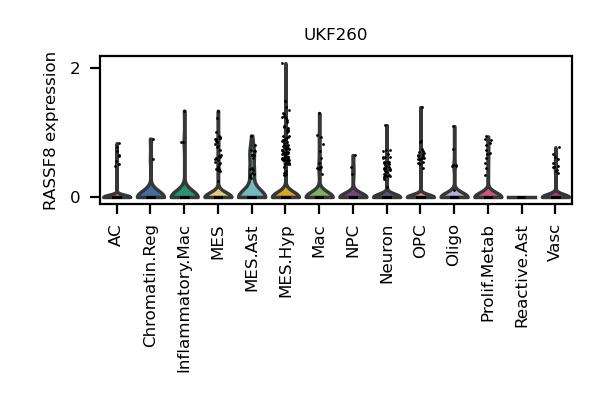 UKF260
RASSF8 expression
2
0
AC
Chromatin.Reg
Inflammatory.Mac
MES
MES.Ast
MES.Hyp
Mac
NPC
Neuron
OPC
Oligo
Prolif.Metab
Reactive.Ast
Vasc